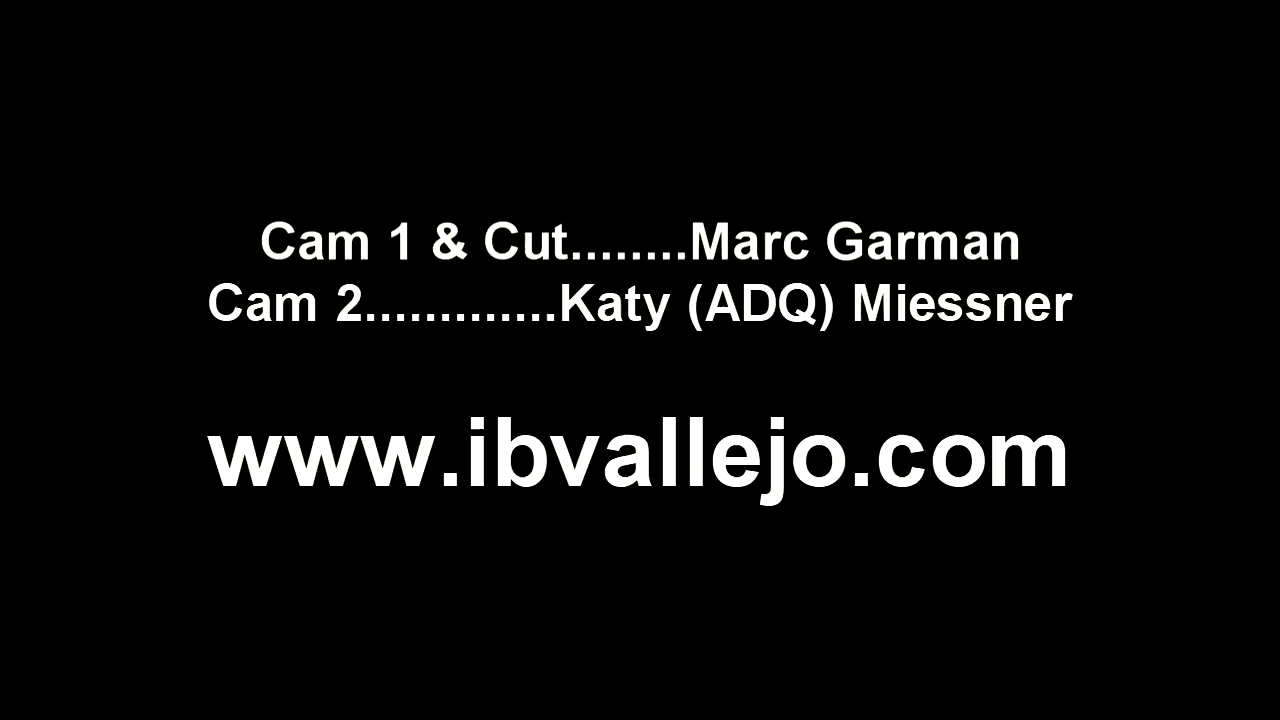 Cam 1 & Cut........Marc Garman
Cam 2.............Katy (ADQ) Miessner
www.ibvallejo.com